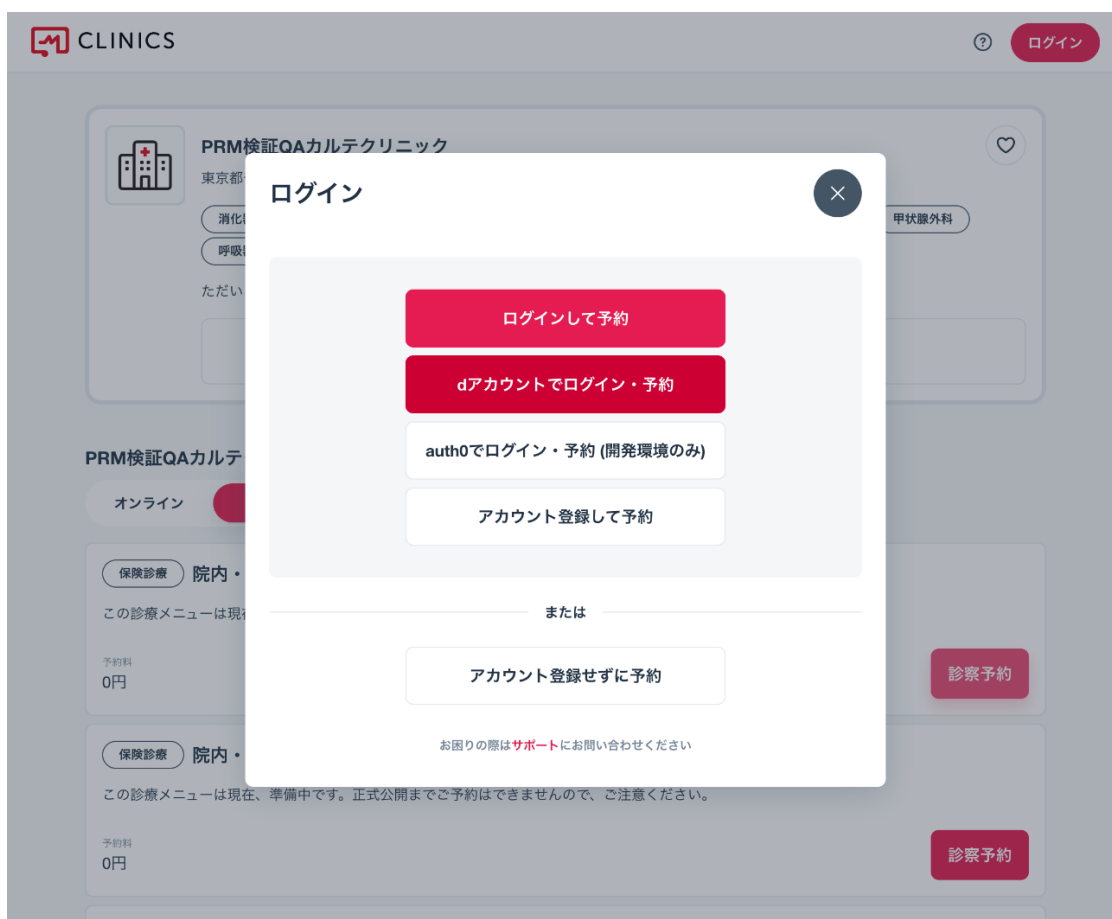 CLINICS
?
ログイン
PRM検証QAカルテクリニック
東京都
ログイン
消化
甲状腺外科
呼吸
ただい
ログインして予約
dアカウントでログイン・予約
auth0でログイン・予約 (開発環境のみ)
アカウント登録して予約
PRM検証QAカルテ
オンライン
または
保険診療 院内・
この診療メニューは現
アカウント登録せずに予約
予約料
0円
診察予約
お困りの際はサポートにお問い合わせください
保険診療 院内・
この診療メニューは現在、準備中です。正式公開までご予約はできませんので、ご注意ください。
予約料
0円
診察予約